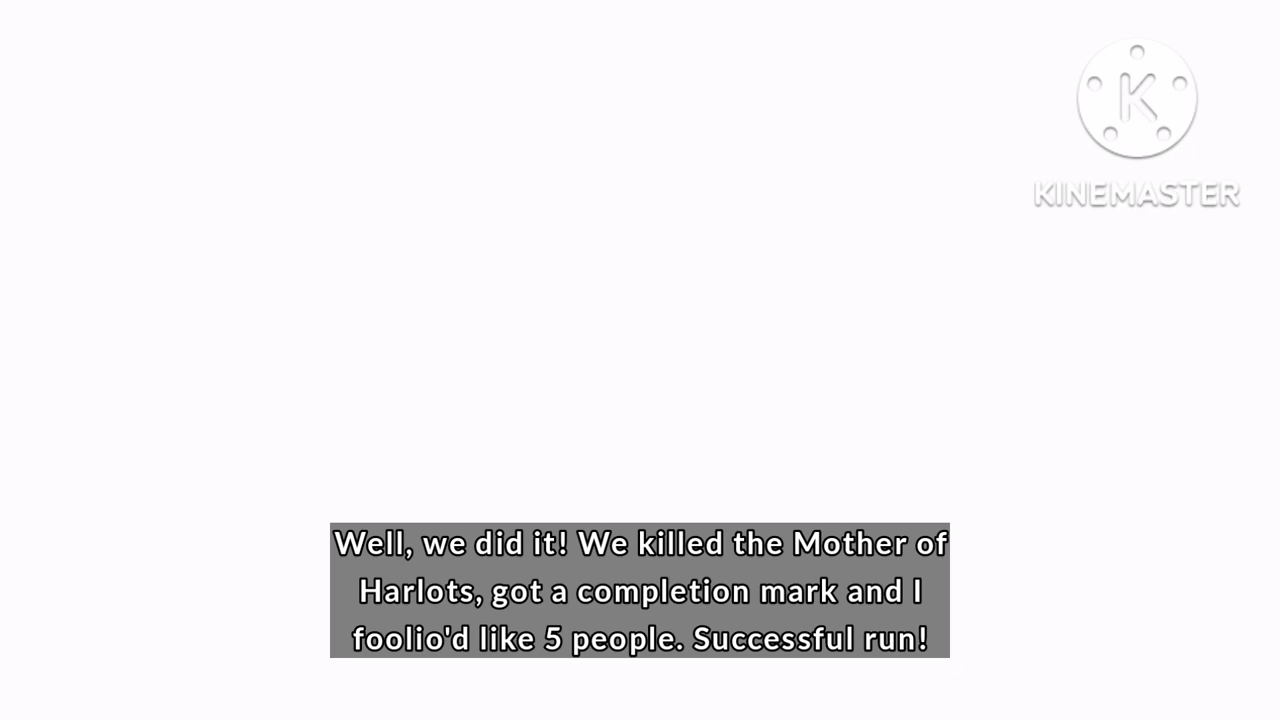 K
KINEMASTER
Well, we did it! We killed the Mother of
Harlots, got a completion mark and I
foolio'd like 5 people. Successful run!